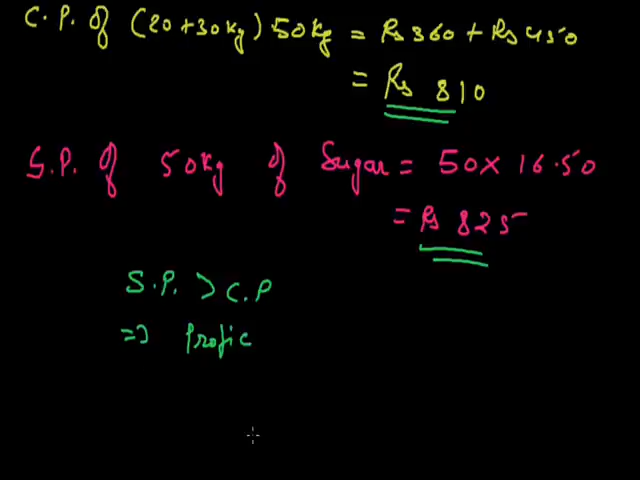 C.P. of (20+30kg) 50kg = Rs 360 + Rs 450
= Rs 810
S.P. of 50kg of Sugar = 50 × 16.50
= Rs 825
S.P. > C.P
=> Profit